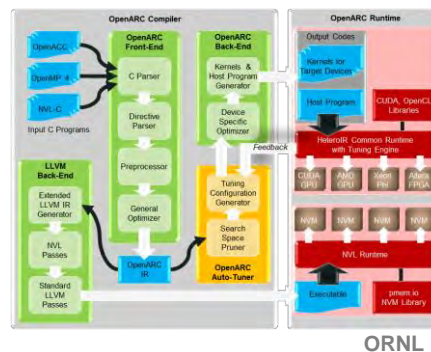 OpenARC Compiler
OpenACC
OpenMP 4
NVL-C
Input C Programs
OpenARC
Front-End
C Parser
Directive
Parser
Preprocessor
General
Optimizer
OpenARC
IR
LLVM
Back-End
Extended
LLVM IR
Generator
NVL
Passes
Standard
LLVM
Passes
OpenARC
Back-End
Kernels &
Host Program
Generator
Device
Specific
Optimizer
Feedback
Tuning
Configuration
Generator
Search
Space
Pruner
OpenARC
Auto-Tuner
OpenARC Runtime
Output Codes
Kernels for
Target Devices
Host Program
CUDA, OpenCL
Libraries
HeteroIR Common Runtime
with Tuning Engine
CUDA
GPU
AMD
GPU
Xeon
Phi
Altera
FPGA
NVM
NVM
NVM
NVM
NVL Runtime
Executable
pmem.io
NVM Library
ORNL